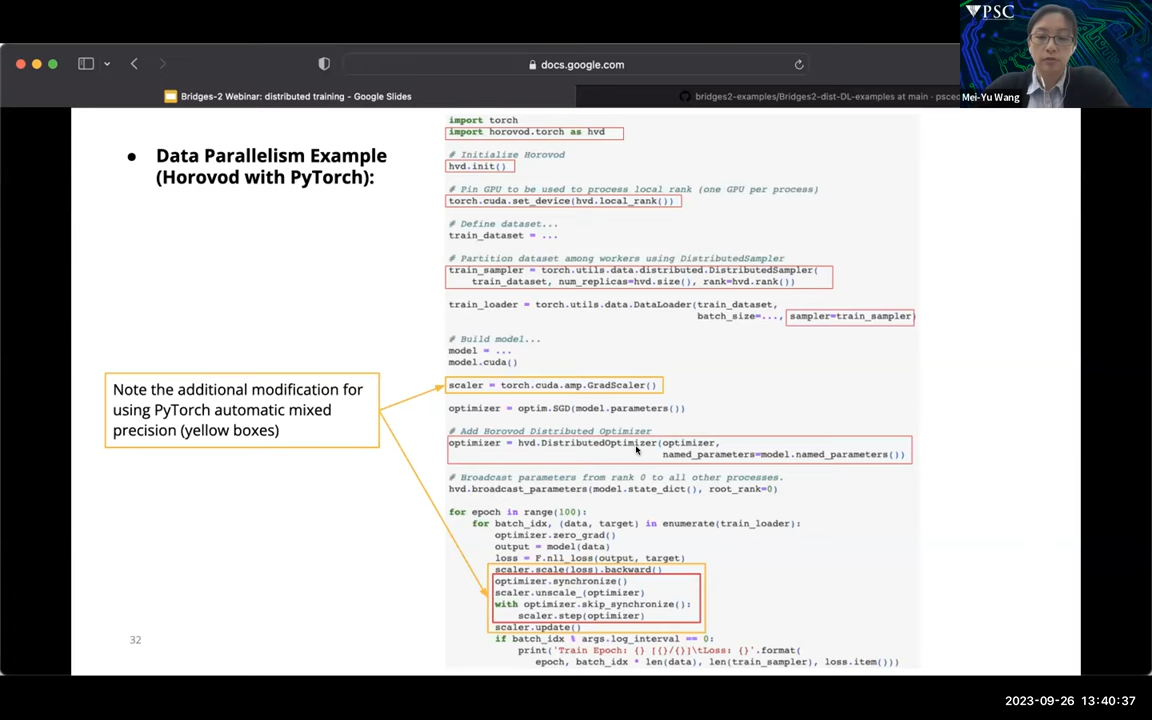 PSC
docs.google.com
Bridges-2 Webinar: distributed training - Google Slides
bridges2-examples/Bridges2-dist-DL-examples at main · psced
Mei-Yu Wang
• Data Parallelism Example
(Horovod with PyTorch):
Note the additional modification for
using PyTorch automatic mixed
precision (yellow boxes)
import torch
import horovod.torch as hvd
# Initialize Horovod
hvd.init()
# Pin GPU to be used to process local rank (one GPU per process)
torch.cuda.set_device(hvd.local_rank())
# Define dataset...
train_dataset = ...
# Partition dataset among workers using DistributedSampler
train_sampler = torch.utils.data.distributed.DistributedSampler(
train_dataset, num_replicas=hvd.size(), rank=hvd.rank())
train_loader = torch.utils.data.DataLoader(train_dataset,
batch_size=..., sampler=train_sampler)
# Build model...
model = ...
model.cuda()
scaler = torch.cuda.amp.GradScaler()
optimizer = optim.SGD(model.parameters())
# Add Horovod Distributed Optimizer
optimizer = hvd.DistributedOptimizer(optimizer,
named_parameters=model.named_parameters())
# Broadcast parameters from rank 0 to all other processes.
hvd.broadcast_parameters(model.state_dict(), root_rank=0)
for epoch in range(100):
for batch_idx, (data, target) in enumerate(train_loader):
optimizer.zero_grad()
output = model(data)
loss = F.nll_loss(output, target)
scaler.scale(loss).backward()
optimizer.synchronize()
scaler.unscale_(optimizer)
with optimizer.skip_synchronize():
scaler.step(optimizer)
scaler.update()
if batch_idx % args.log_interval == 0:
print('Train Epoch: {} [{}/{}]\tLoss: {}'.format(
epoch, batch_idx * len(data), len(train_sampler), loss.item()))
32
2023-09-26 13:40:37